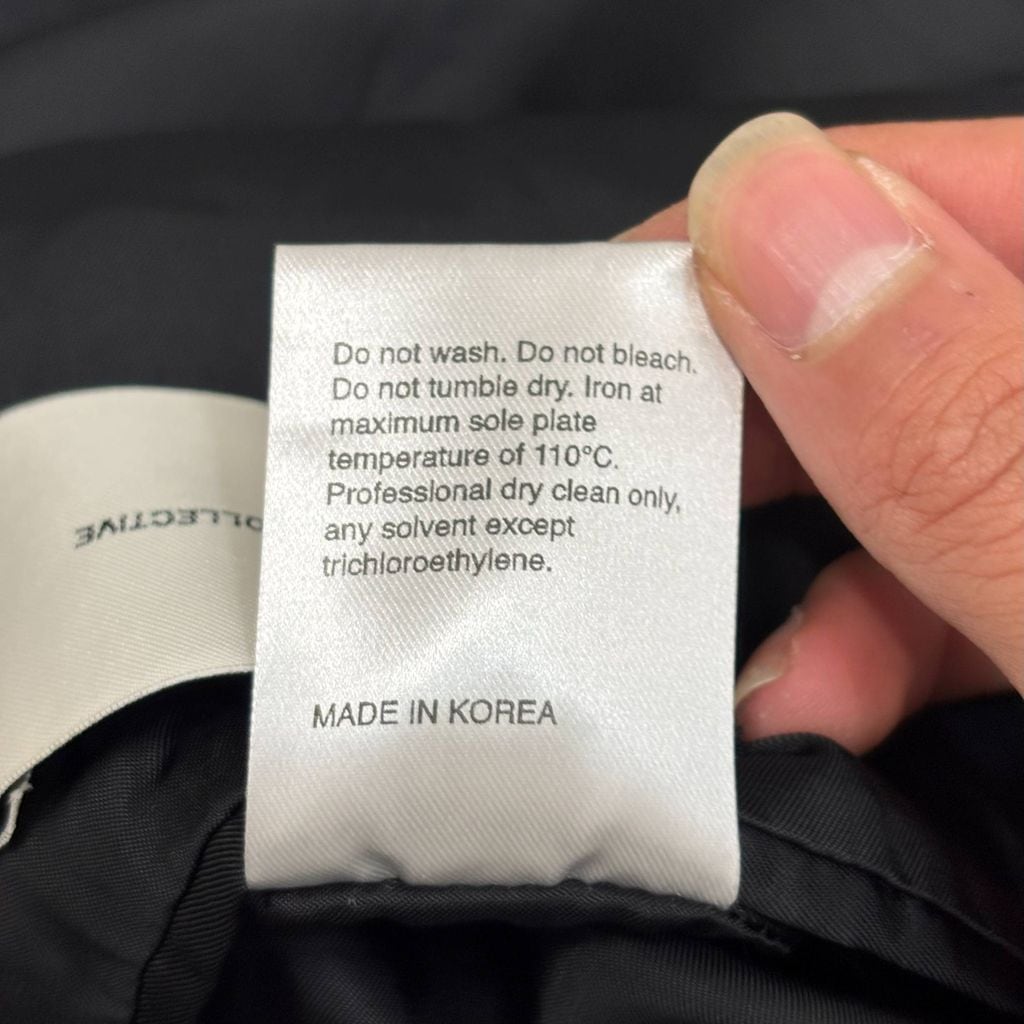 Do not wash. Do not bleach.
Do not tumble dry. Iron at
maximum sole plate
temperature of 110°C.
Professional dry clean only,
any solvent except
trichloroethylene.
MADE IN KOREA